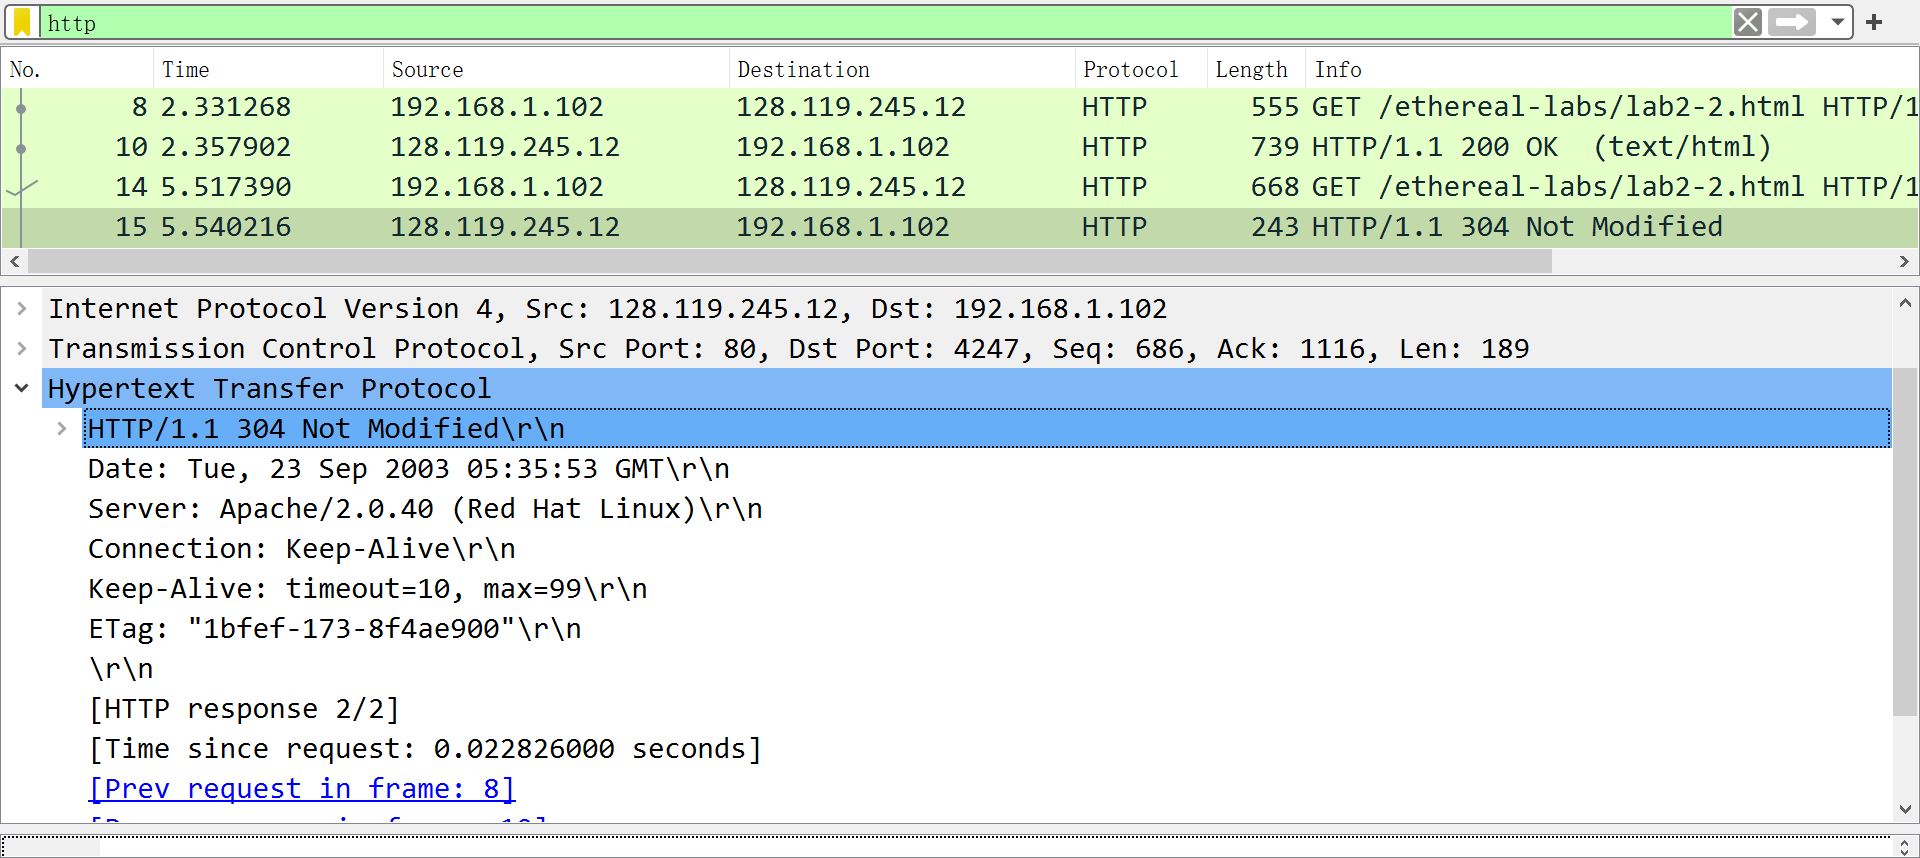 http
No. Time Source Destination Protocol Length Info
8 2.331268 192.168.1.102 128.119.245.12 HTTP 555 GET /ethereal-labs/lab2-2.html HTTP/1
10 2.357902 128.119.245.12 192.168.1.102 HTTP 739 HTTP/1.1 200 OK (text/html)
14 5.517390 192.168.1.102 128.119.245.12 HTTP 668 GET /ethereal-labs/lab2-2.html HTTP/1
15 5.540216 128.119.245.12 192.168.1.102 HTTP 243 HTTP/1.1 304 Not Modified
Internet Protocol Version 4, Src: 128.119.245.12, Dst: 192.168.1.102
Transmission Control Protocol, Src Port: 80, Dst Port: 4247, Seq: 686, Ack: 1116, Len: 189
Hypertext Transfer Protocol
HTTP/1.1 304 Not Modified\r\n
Date: Tue, 23 Sep 2003 05:35:53 GMT\r\n
Server: Apache/2.0.40 (Red Hat Linux)\r\n
Connection: Keep-Alive\r\n
Keep-Alive: timeout=10, max=99\r\n
ETag: "1bfef-173-8f4ae900"\r\n
\r\n
[HTTP response 2/2]
[Time since request: 0.022826000 seconds]
[Prev request in frame: 8]